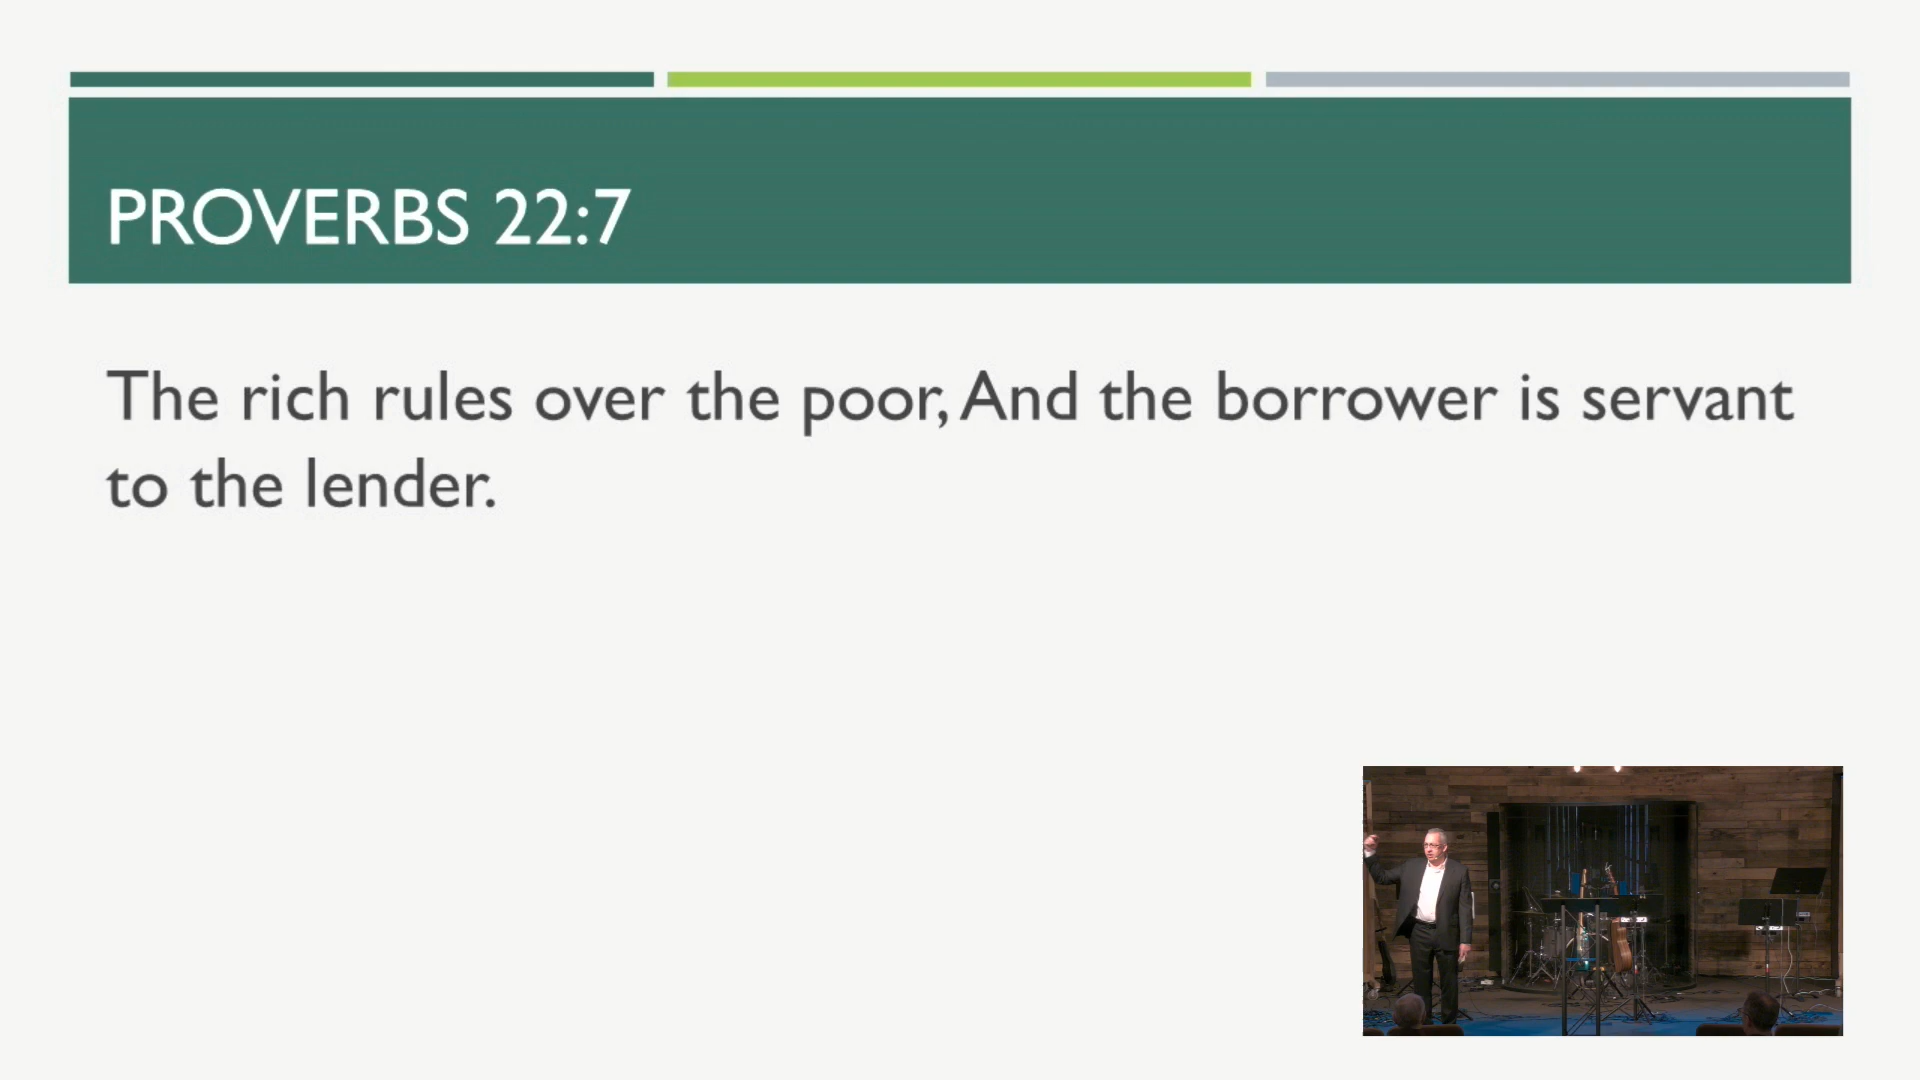 PROVERBS 22:7
The rich rules over the poor, And the borrower is servant
to the lender.